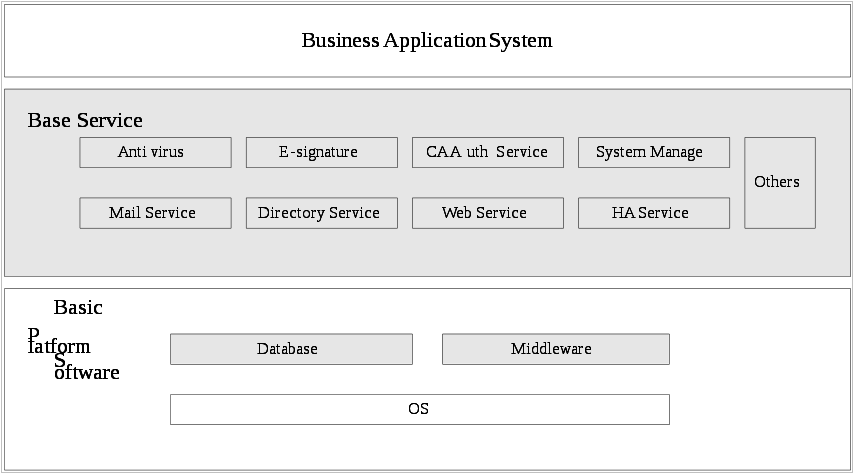 Business Application System
Base Service
Anti virus
E-signature
CAA uth Service
System Manage
Others
Mail Service
Directory Service
Web Service
HA Service
Basic
P
latform
S
oftware
Database
Middleware
OS